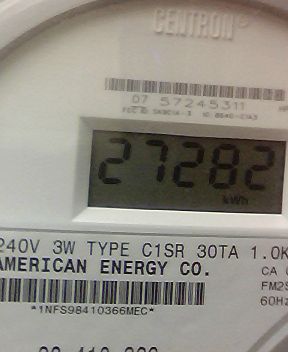 CENTRON®
07 57245311
27282
kWh
240V 3W TYPE C1SR 30TA 1.0K
AMERICAN ENERGY CO.
CA
FM2S
60Hz
*1NFS98410366MEC*